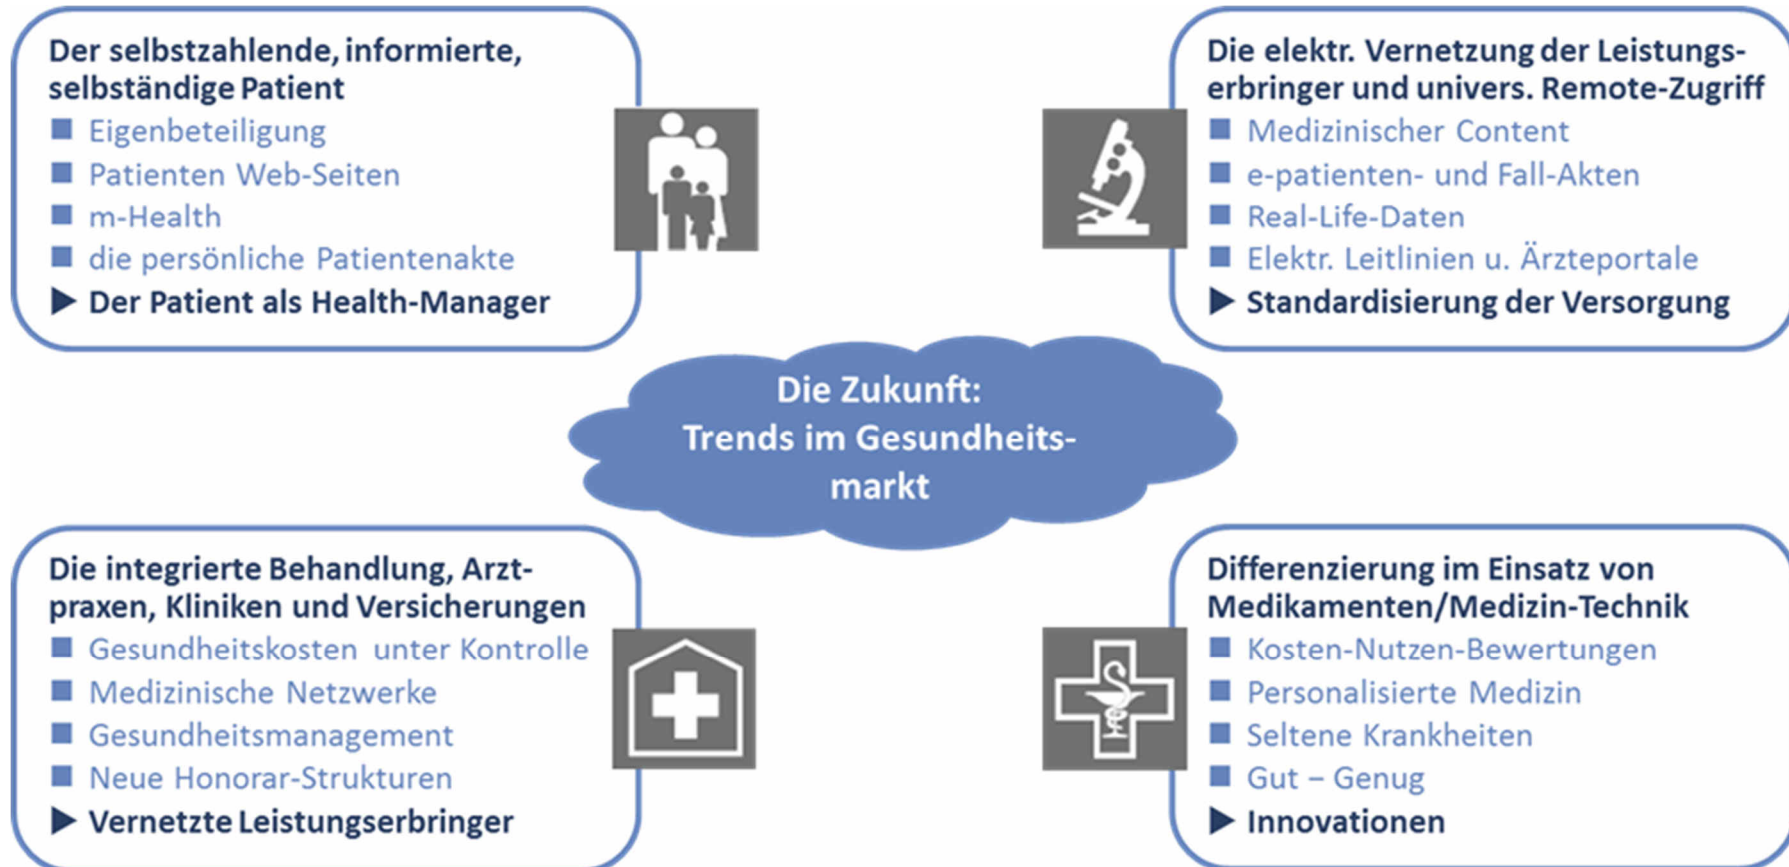 Der selbstzahlende, informierte,
selbständige Patient
Eigenbeteiligung
Patienten Web-Seiten
m-Health
die persönliche Patientenakte
Der Patient als Health-Manager
Die elektr. Vernetzung der Leistungs-
erbringer und univers. Remote-Zugriff
Medizinischer Content
e-patienten- und Fall-Akten
Real-Life-Daten
Elektr. Leitlinien u. Ärzteportale
Standardisierung der Versorgung
Die Zukunft:
Trends im Gesundheits-
markt
Die integrierte Behandlung, Arzt-
praxen, Kliniken und Versicherungen
Gesundheitskosten unter Kontrolle
Medizinische Netzwerke
Gesundheitsmanagement
Neue Honorar-Strukturen
Vernetzte Leistungserbringer
Differenzierung im Einsatz von
Medikamenten/Medizin-Technik
Kosten-Nutzen-Bewertungen
Personalisierte Medizin
Seltene Krankheiten
Gut – Genug
Innovationen